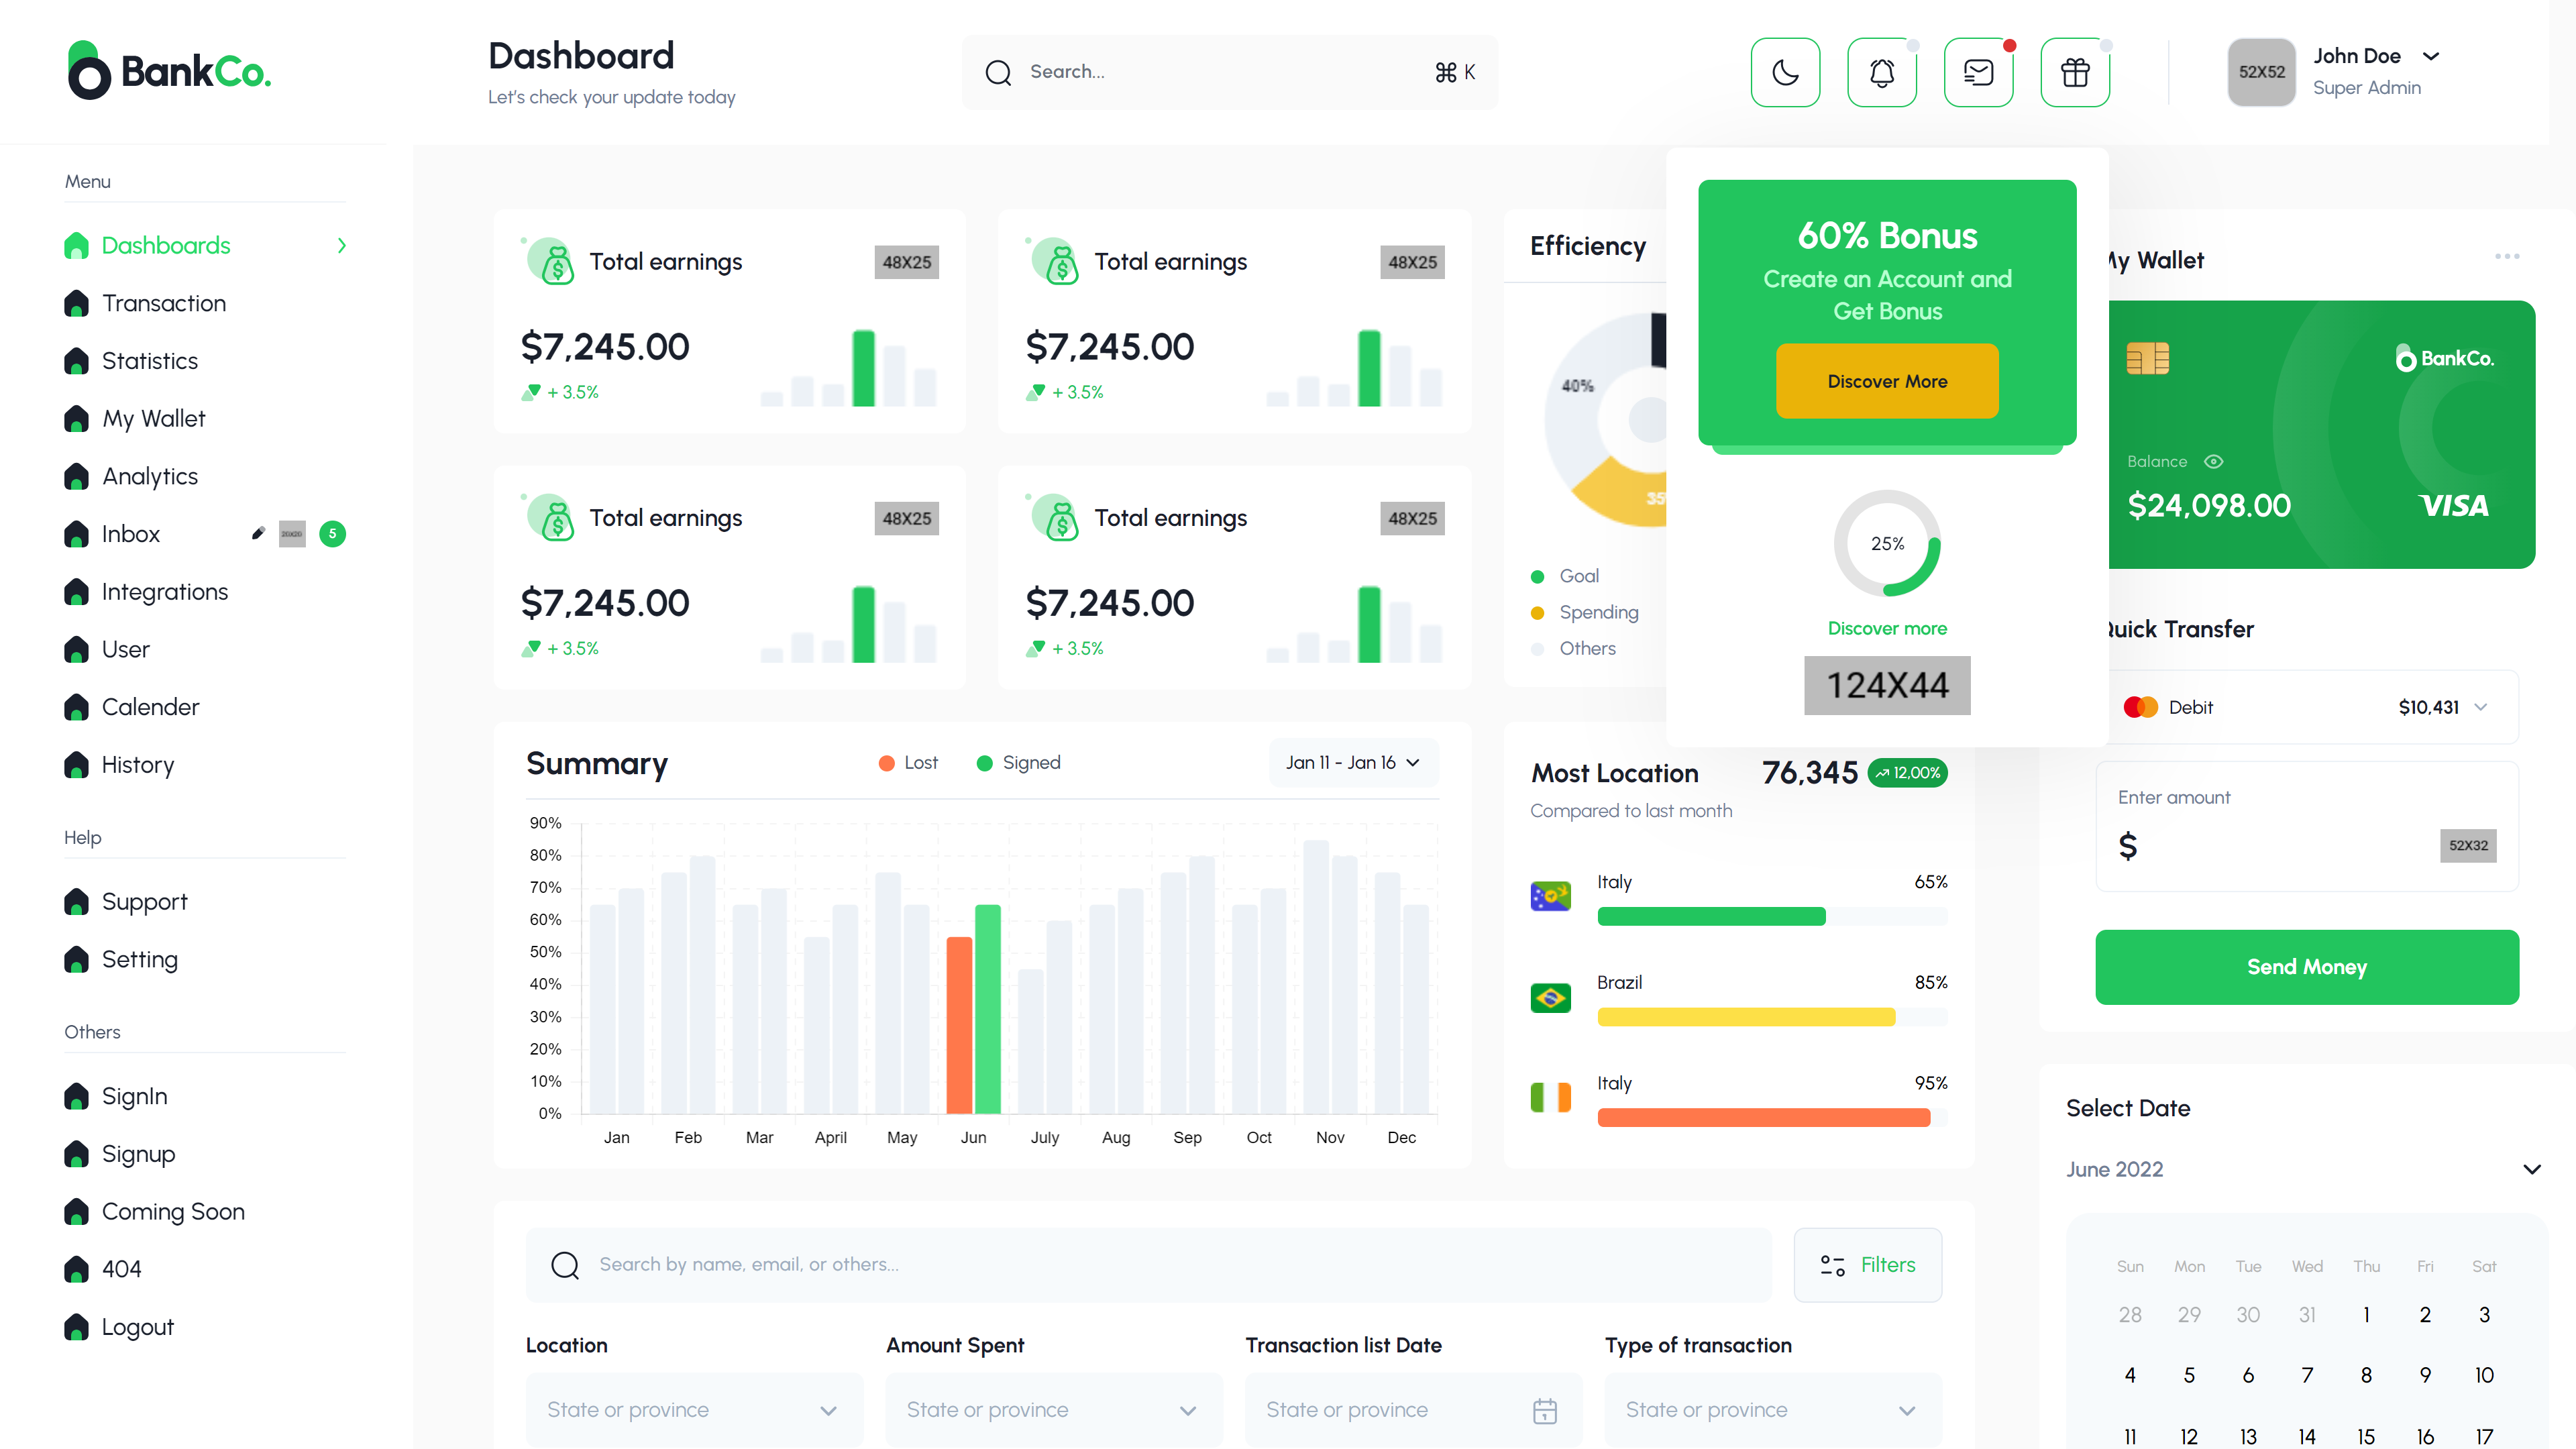 BankCo.
Dashboard
Let's check your update today
Search...
⌘ K
52X52
John Doe
Super Admin
Menu
Dashboards
Transaction
Statistics
My Wallet
Analytics
Inbox
20X20
5
Integrations
User
Calender
History
Help
Support
Setting
Others
SignIn
Signup
Coming Soon
404
Logout
Total earnings
48X25
$7,245.00
+ 3.5%
Total earnings
48X25
$7,245.00
+ 3.5%
Total earnings
48X25
$7,245.00
+ 3.5%
Total earnings
48X25
$7,245.00
+ 3.5%
Efficiency
40%
Goal
Spending
Others
60% Bonus
Create an Account and
Get Bonus
Discover More
25%
Discover more
124X44
My Wallet
BankCo.
Balance
$24,098.00
VISA
Quick Transfer
Debit
$10,431
Enter amount
$
52X32
Send Money
Summary
Lost
Signed
Jan 11 - Jan 16
90%
80%
70%
60%
50%
40%
30%
20%
10%
0%
Jan Feb Mar April May Jun July Aug Sep Oct Nov Dec
Most Location
76,345
12,00%
Compared to last month
Italy 65%
Brazil 85%
Italy 95%
Select Date
June 2022
Sun Mon Tue Wed Thu Fri Sat
28 29 30 31 1 2 3
4 5 6 7 8 9 10
11 12 13 14 15 16 17
Search by name, email, or others...
Filters
Location
State or province
Amount Spent
State or province
Transaction list Date
State or province
Type of transaction
State or province